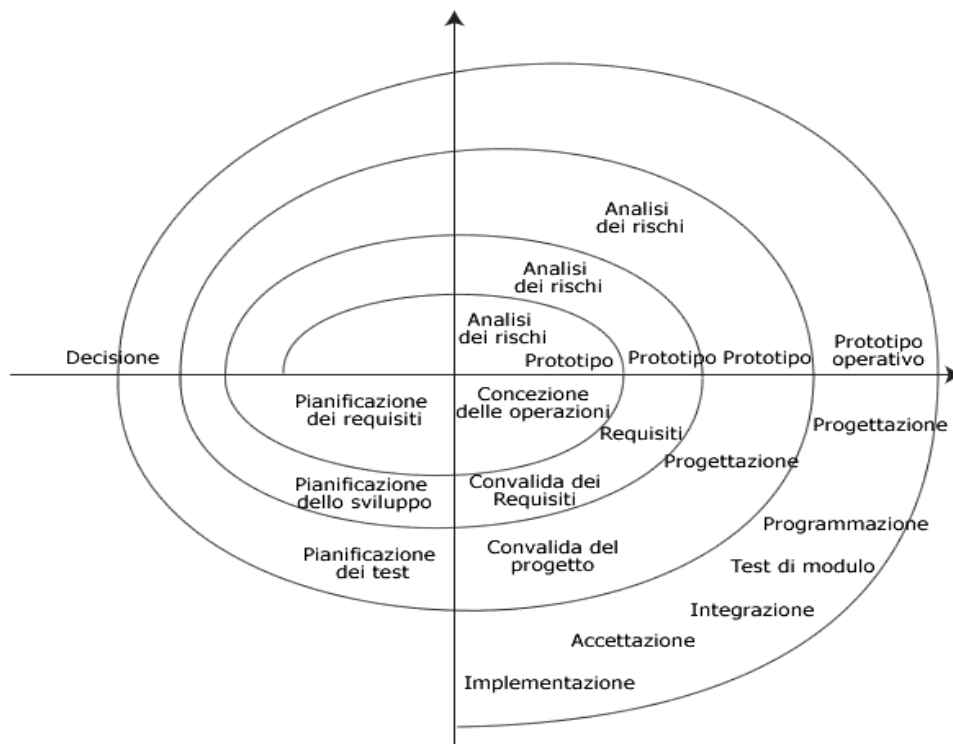 Analisi
dei rischi
Analisi
dei rischi
Analisi
dei rischi
Decisione
Prototipo
Prototipo
Prototipo
Prototipo
operativo
Pianificazione
dei requisiti
Concezione
delle operazioni
Requisiti
Progettazione
Progettazione
Pianificazione
dello sviluppo
Convalida dei
Requisiti
Pianificazione
dei test
Convalida del
progetto
Programmazione
Test di modulo
Integrazione
Accettazione
Implementazione